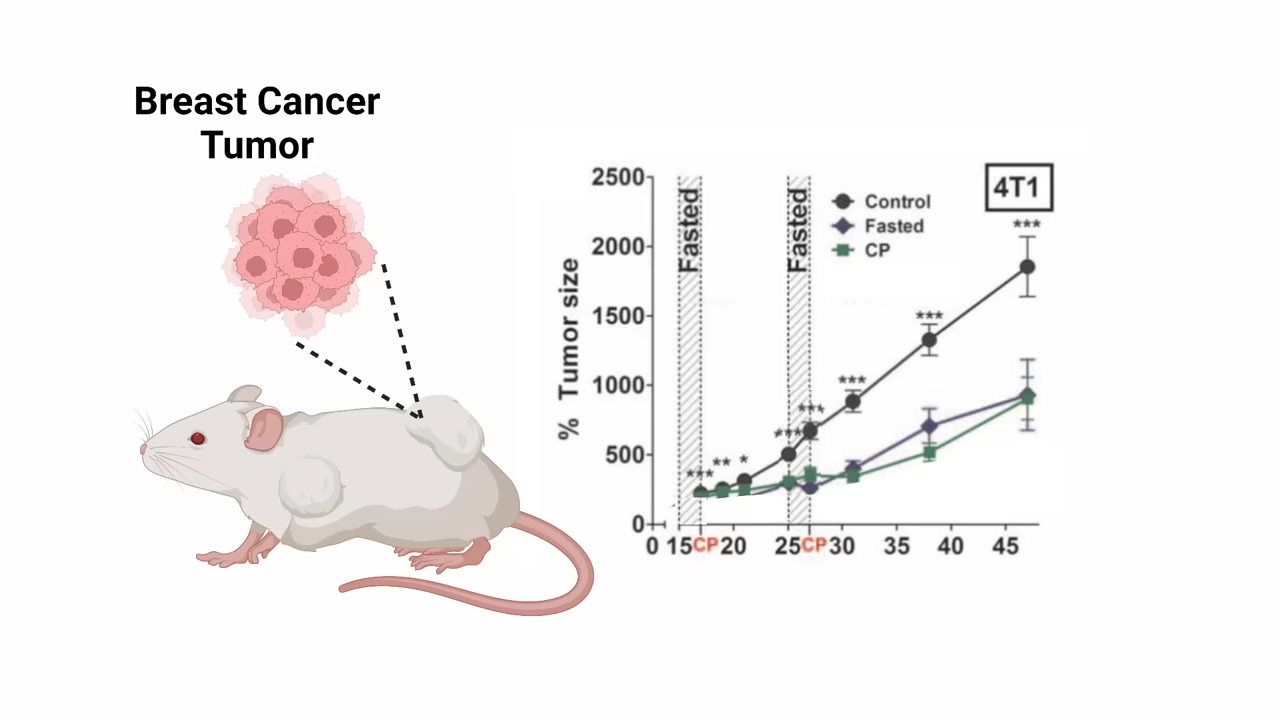 Breast Cancer
Tumor
% Tumor size
2500
2000
1500
1000
500
0
Fasted
Fasted
Control
Fasted
CP
4T1
***
**
*
***
***
***
***
***
0 15 CP 20 25 CP 30 35 40 45